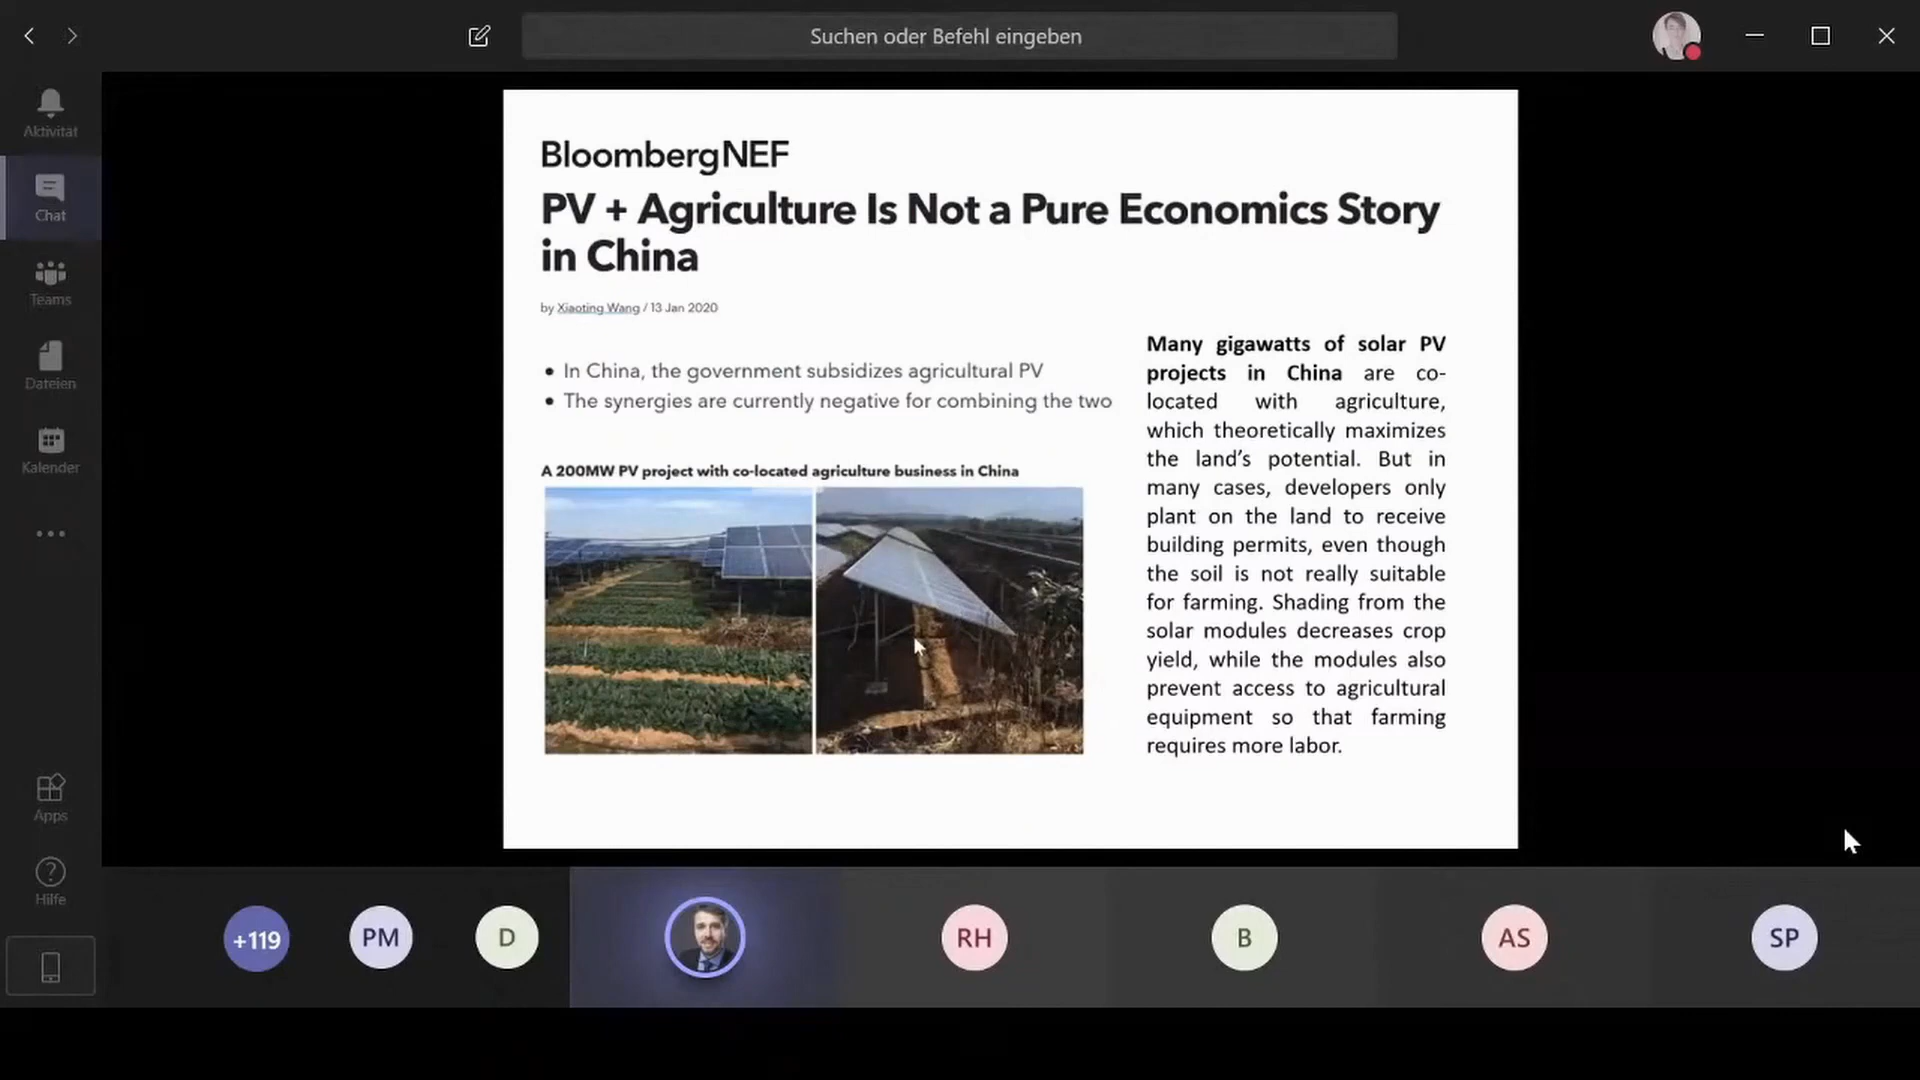 Suchen oder Befehl eingeben
Aktivität
Chat
Teams
Dateien
Kalender
Apps
Hilfe
BloombergNEF
PV + Agriculture Is Not a Pure Economics Story
in China
by Xiaoting Wang / 13 Jan 2020
• In China, the government subsidizes agricultural PV
• The synergies are currently negative for combining the two
A 200MW PV project with co-located agriculture business in China
Many gigawatts of solar PV
projects in China are co-
located with agriculture,
which theoretically maximizes
the land's potential. But in
many cases, developers only
plant on the land to receive
building permits, even though
the soil is not really suitable
for farming. Shading from the
solar modules decreases crop
yield, while the modules also
prevent access to agricultural
equipment so that farming
requires more labor.
+119
PM
D
RH
B
AS
SP